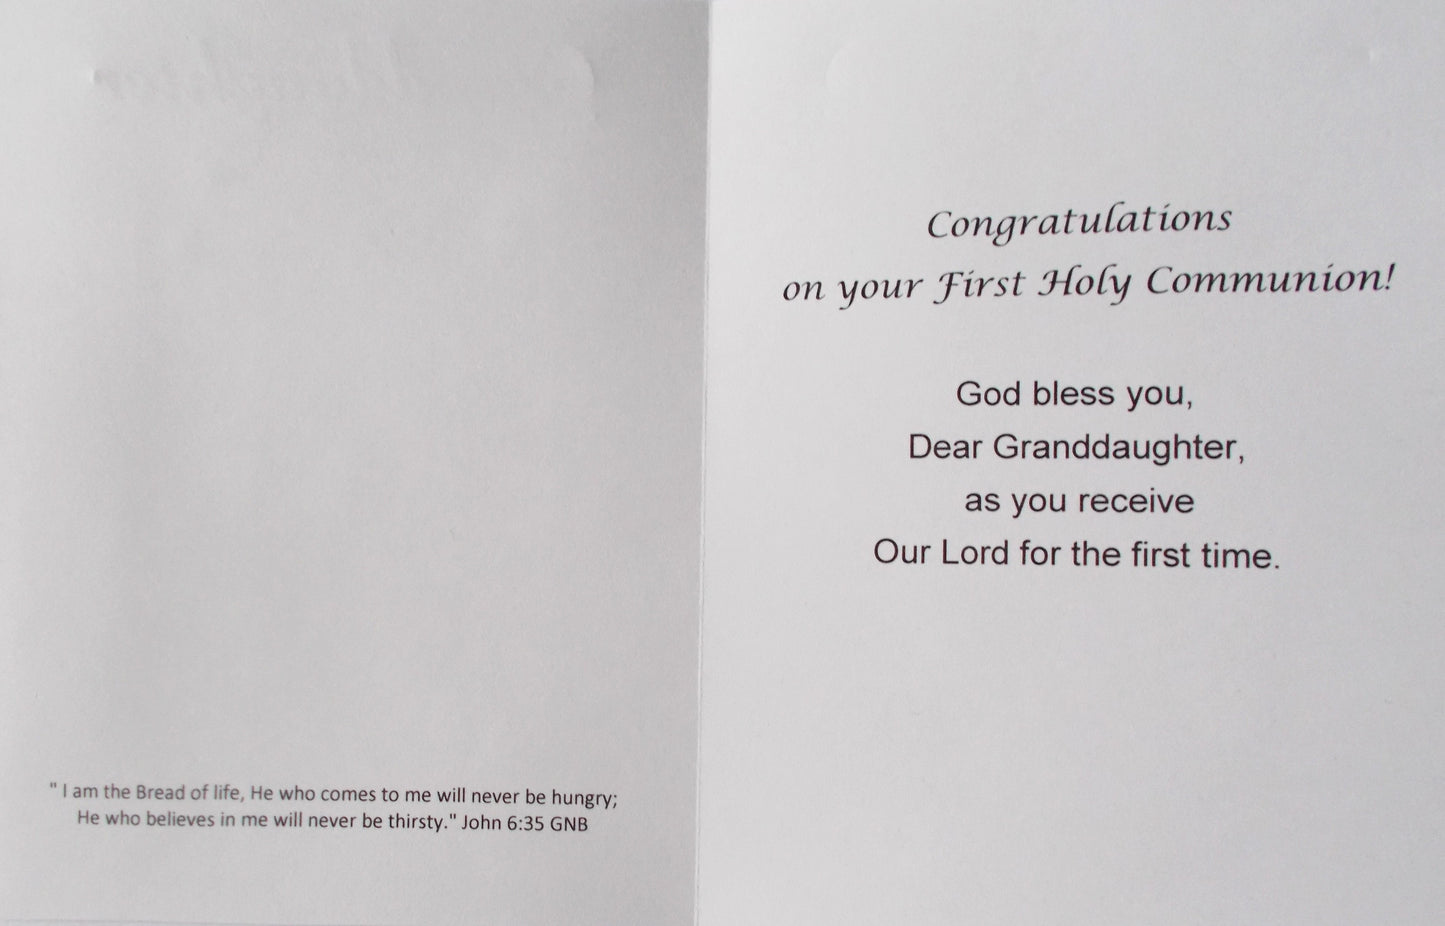 " I am the Bread of life, He who comes to me will never be hungry;
He who believes in me will never be thirsty." John 6:35 GNB
Congratulations
on your First Holy Communion!
God bless you,
Dear Granddaughter,
as you receive
Our Lord for the first time.